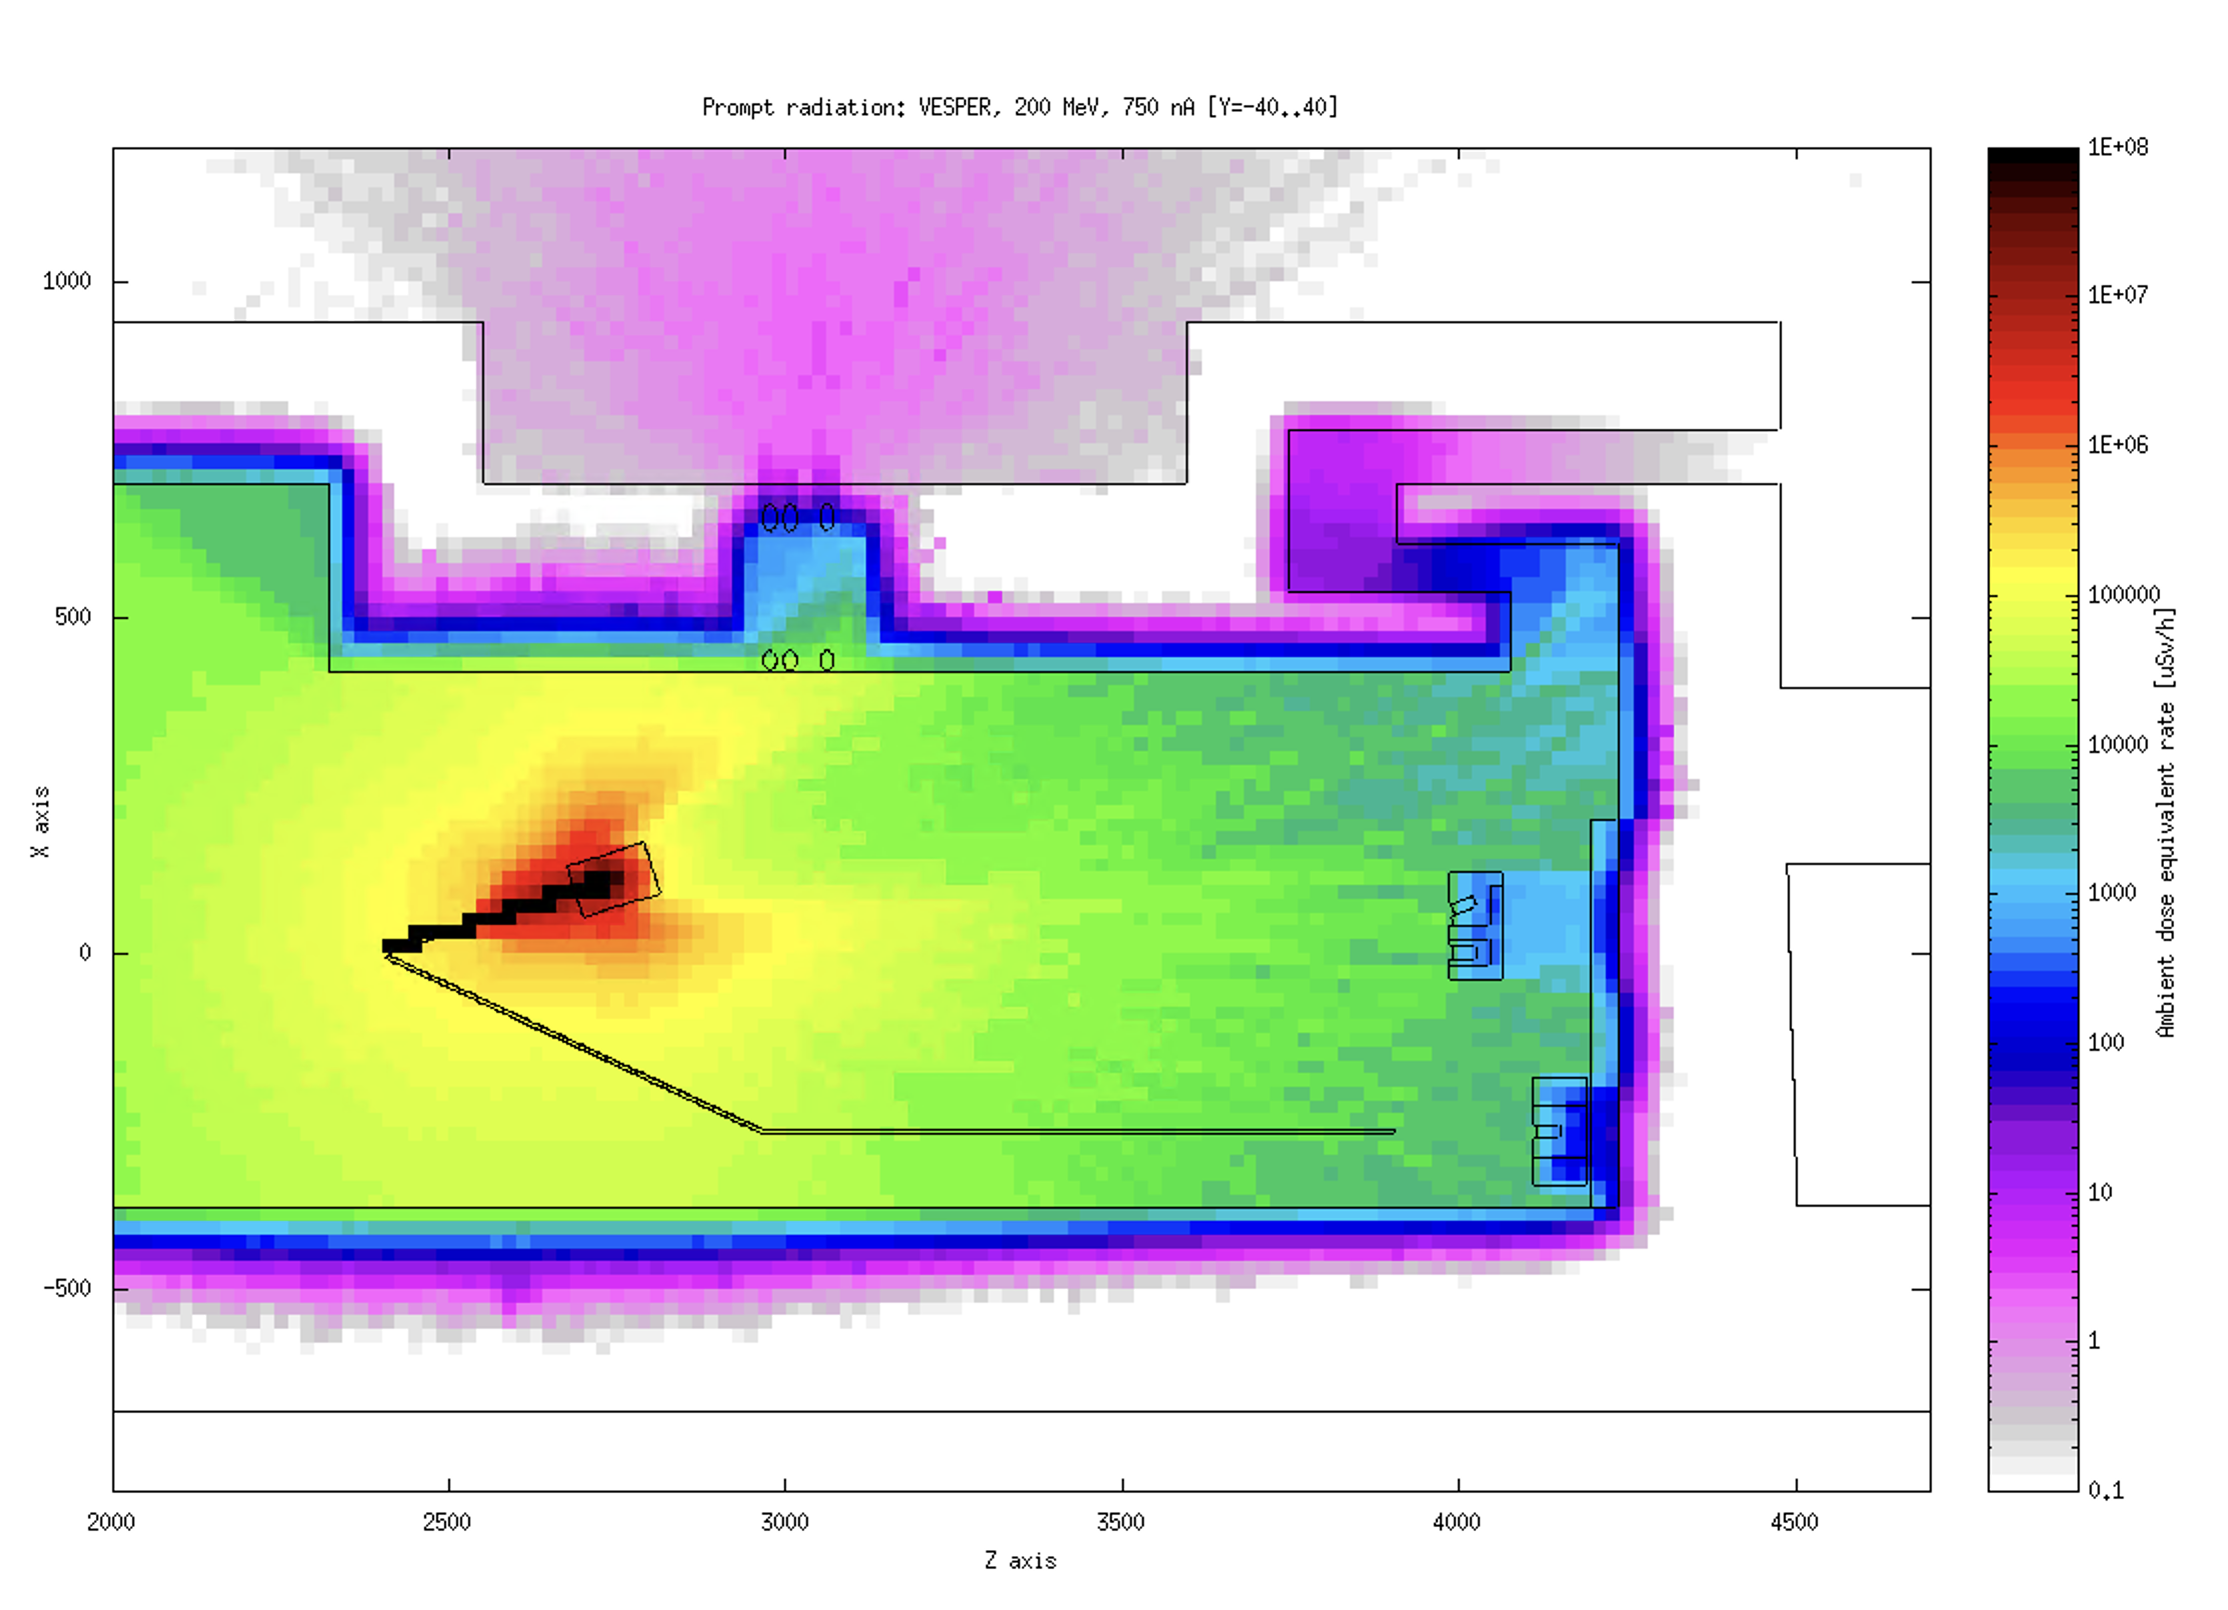 Prompt radiation: VESPER, 200 MeV, 750 nA [Y=-40..40]
1000
500
0
-500
X axis
2000
2500
3000
3500
4000
4500
Z axis
1E+08
1E+07
1E+06
100000
10000
1000
100
10
1
0.1
Ambient dose equivalent rate [uSv/h]